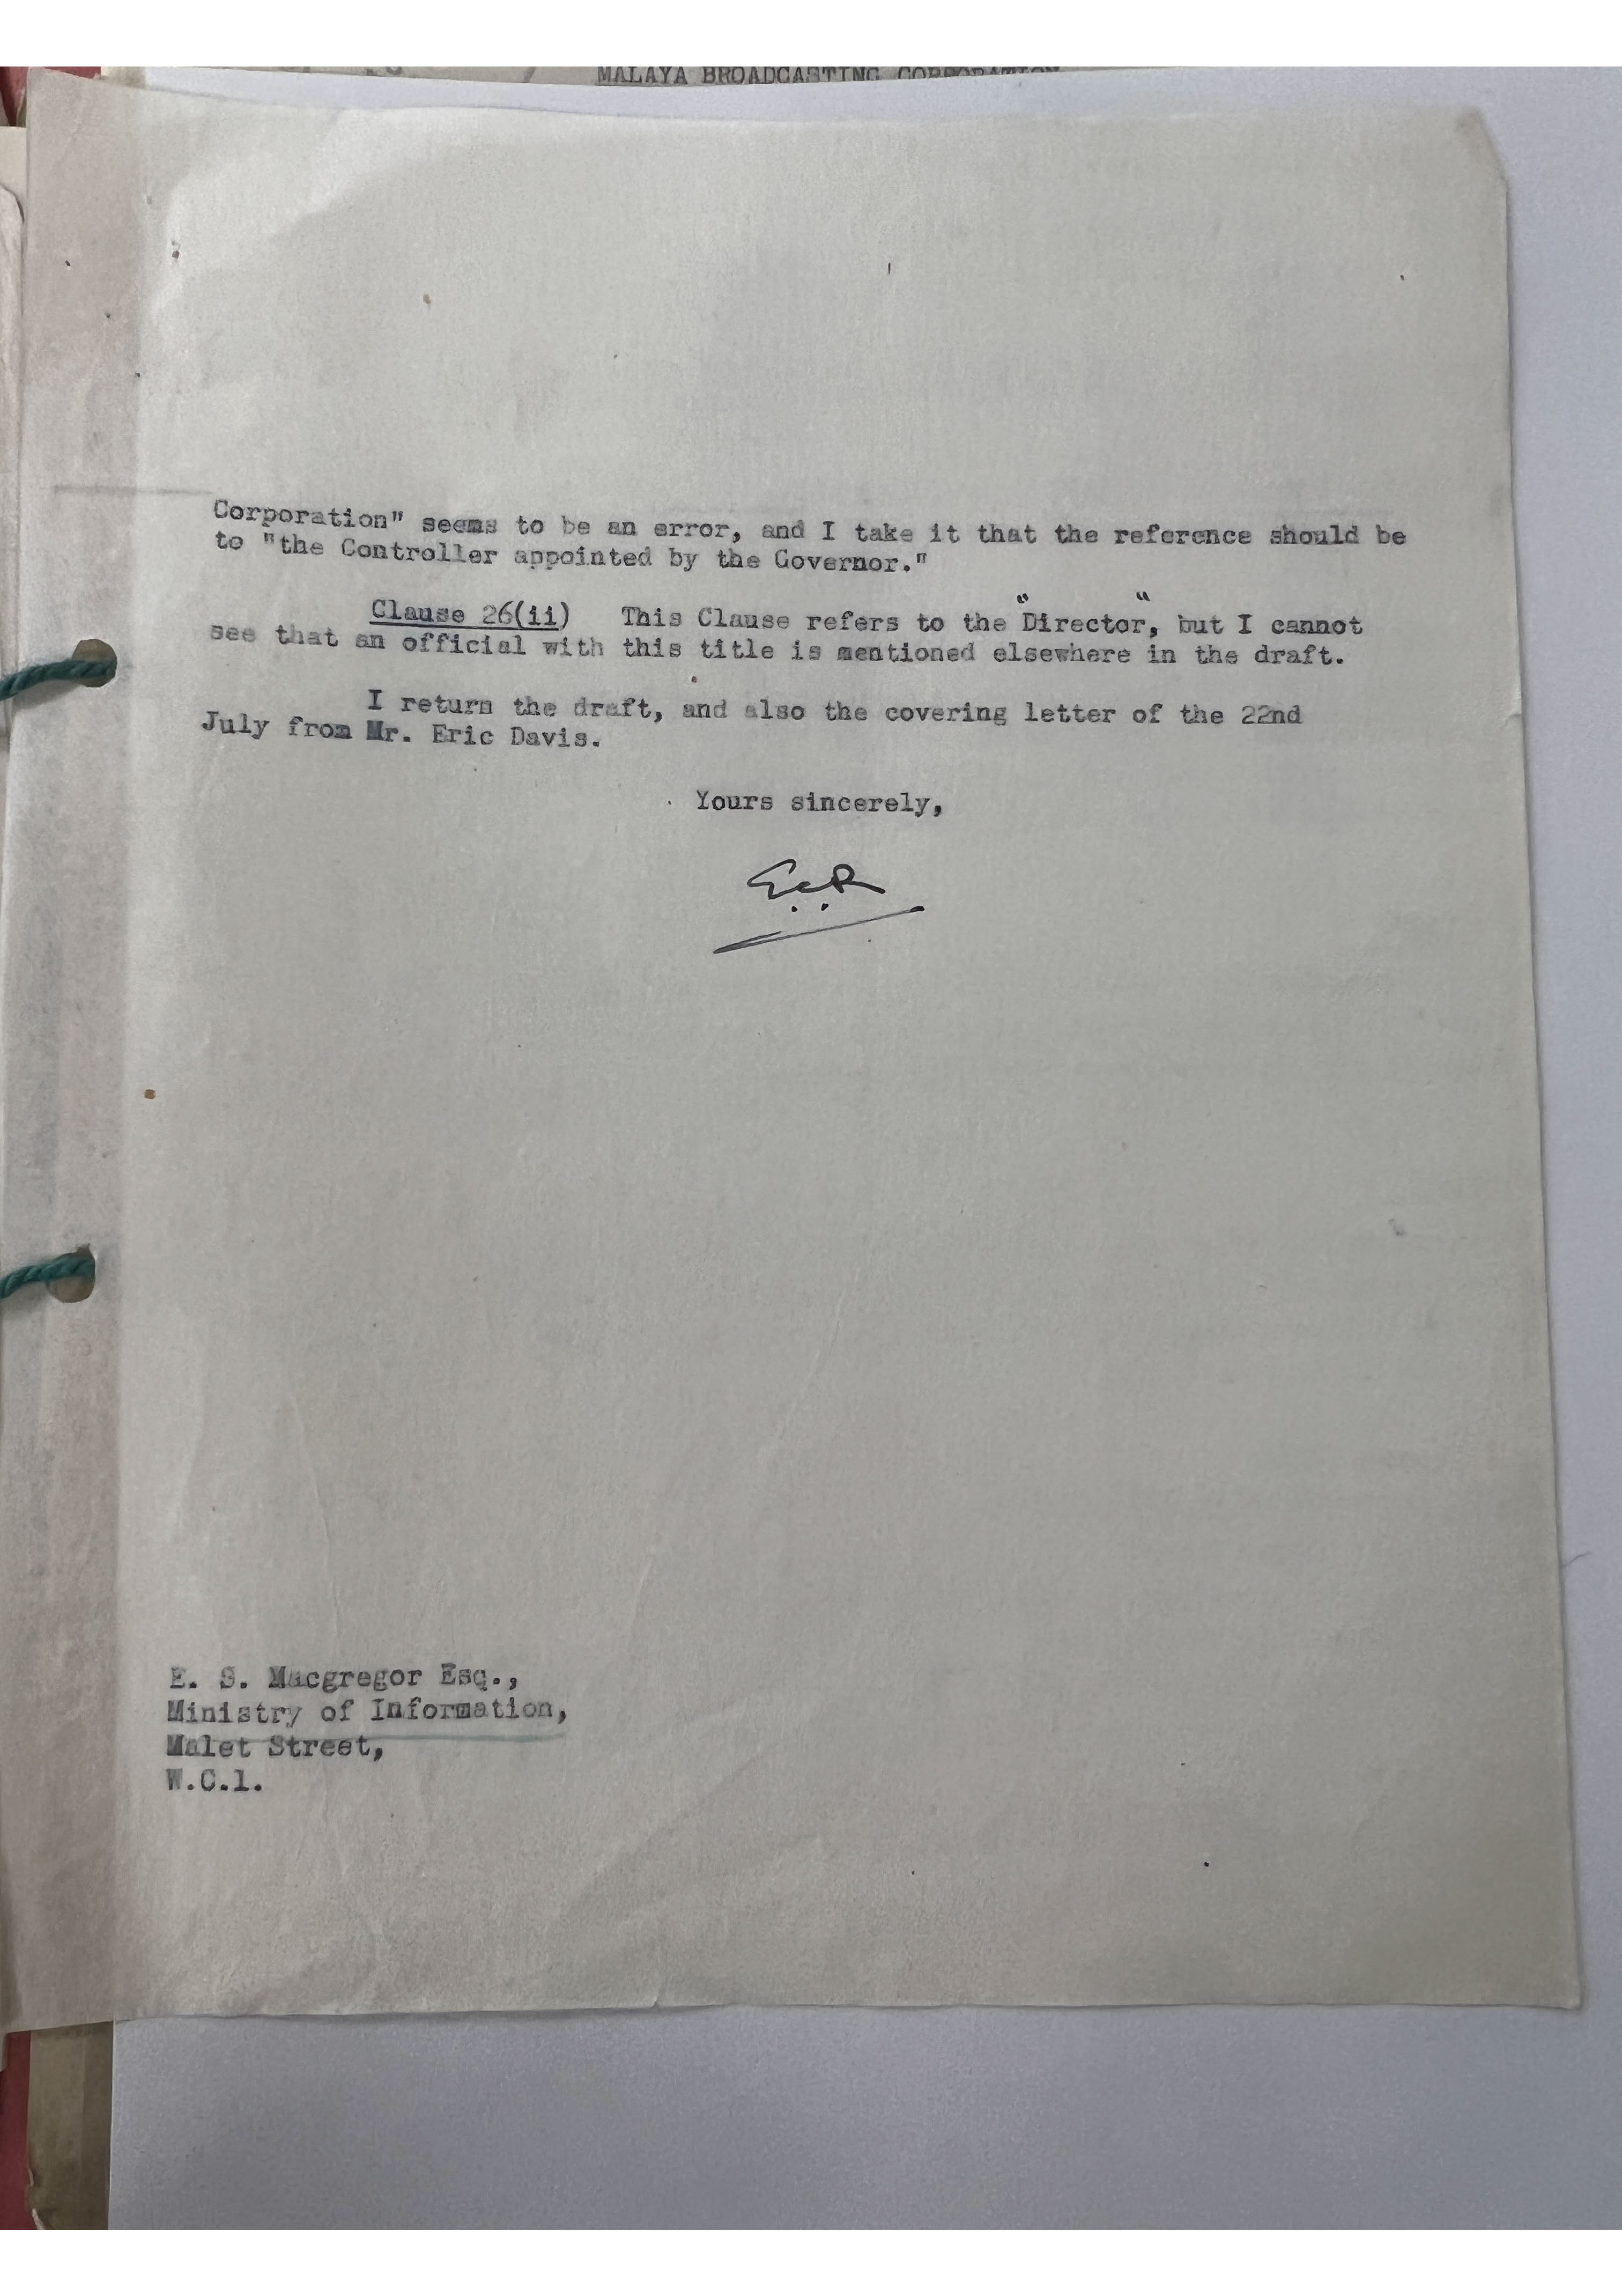 MALAYA BROADCASTING CORPORATION
Corporation" seems to be an error, and I take it that the reference should be
to "the Controller appointed by the Governor."
Clause 26(ii) This Clause refers to the "Director", but I cannot
see that an official with this title is mentioned elsewhere in the draft.
I return the draft, and also the covering letter of the 22nd
July from Mr. Eric Davis.
Yours sincerely,
E. S. Macgregor Esq.,
Ministry of Information,
Malet Street,
W.C.1.